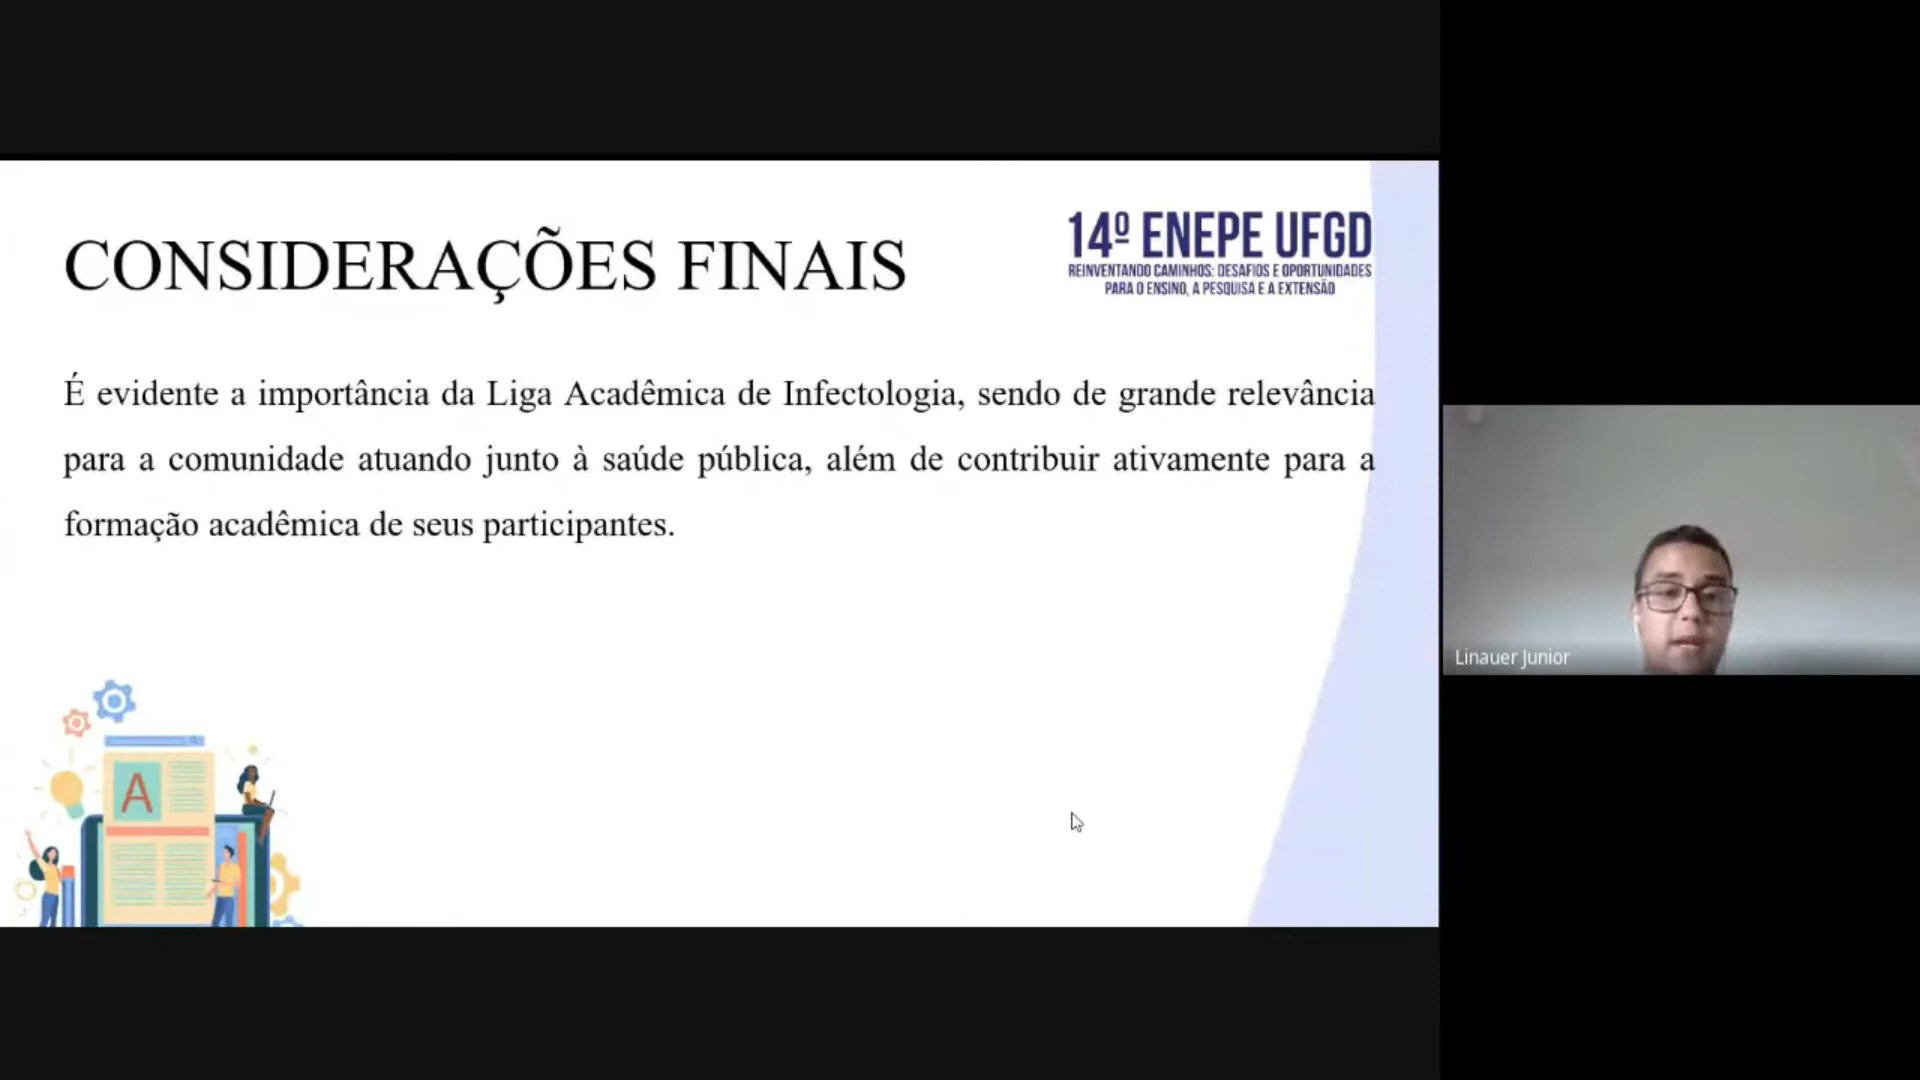 CONSIDERAÇÕES FINAIS
14º ENEPE UFGD
REINVENTANDO CAMINHOS: DESAFIOS E OPORTUNIDADES
PARA O ENSINO, A PESQUISA E A EXTENSÃO
É evidente a importância da Liga Acadêmica de Infectologia, sendo de grande relevância
para a comunidade atuando junto à saúde pública, além de contribuir ativamente para a
formação acadêmica de seus participantes.
A
Linauer Junior